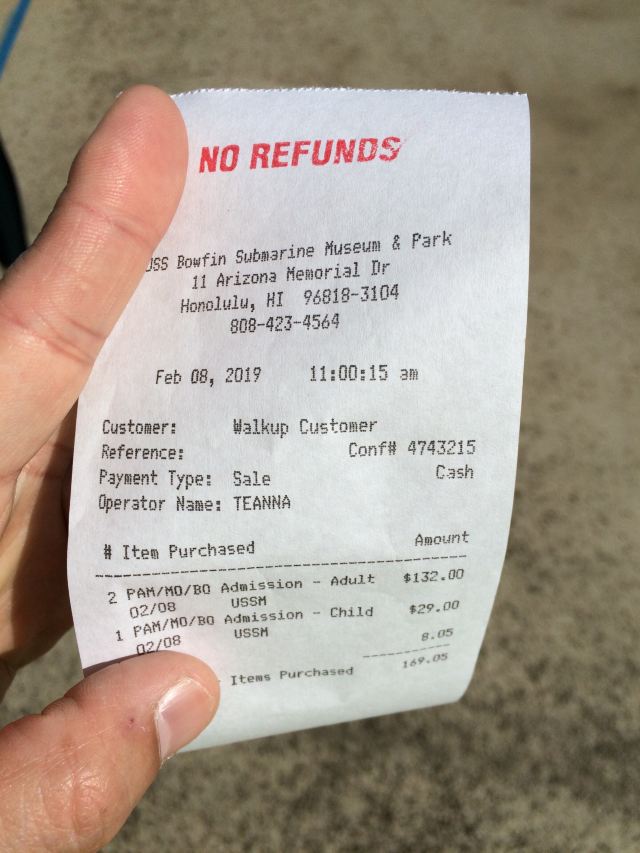 NO REFUNDS
USS Bowfin Submarine Museum & Park
11 Arizona Memorial Dr
Honolulu, HI 96818-3104
808-423-4564
Feb 08, 2019 11:00:15 am
Customer: Walkup Customer
Reference: Conf# 4743215
Payment Type: Sale Cash
Operator Name: TEANNA
# Item Purchased Amount
2 PAM/MO/BO Admission - Adult $132.00
02/08 USSM
1 PAM/MO/BO Admission - Child $29.00
02/08 USSM
8.05
Items Purchased 169.05